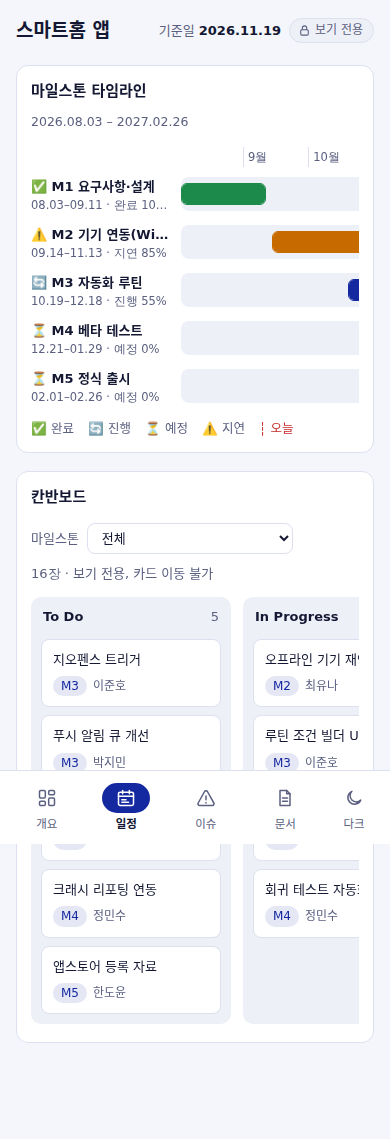 스마트홈 앱
기준일 2026.11.19
보기 전용
마일스톤 타임라인
2026.08.03 – 2027.02.26
9월
10월
✅ M1 요구사항·설계
08.03–09.11 · 완료 10…
⚠️ M2 기기 연동(Wi…
09.14–11.13 · 지연 85%
🔄 M3 자동화 루틴
10.19–12.18 · 진행 55%
⏳ M4 베타 테스트
12.21–01.29 · 예정 0%
⏳ M5 정식 출시
02.01–02.26 · 예정 0%
✅ 완료 🔄 진행 ⏳ 예정 ⚠️ 지연 오늘
칸반보드
마일스톤 전체
16장 · 보기 전용, 카드 이동 불가
To Do 5
지오펜스 트리거
M3 이준호
푸시 알림 큐 개선
M3 박지민
크래시 리포팅 연동
M4 정민수
앱스토어 등록 자료
M5 한도윤
In Progress
오프라인 기기
M2 최유나
루틴 조건 빌더 U
M3 이준호
회귀 테스트 자동
M4 정민수
개요
일정
이슈
문서
다크